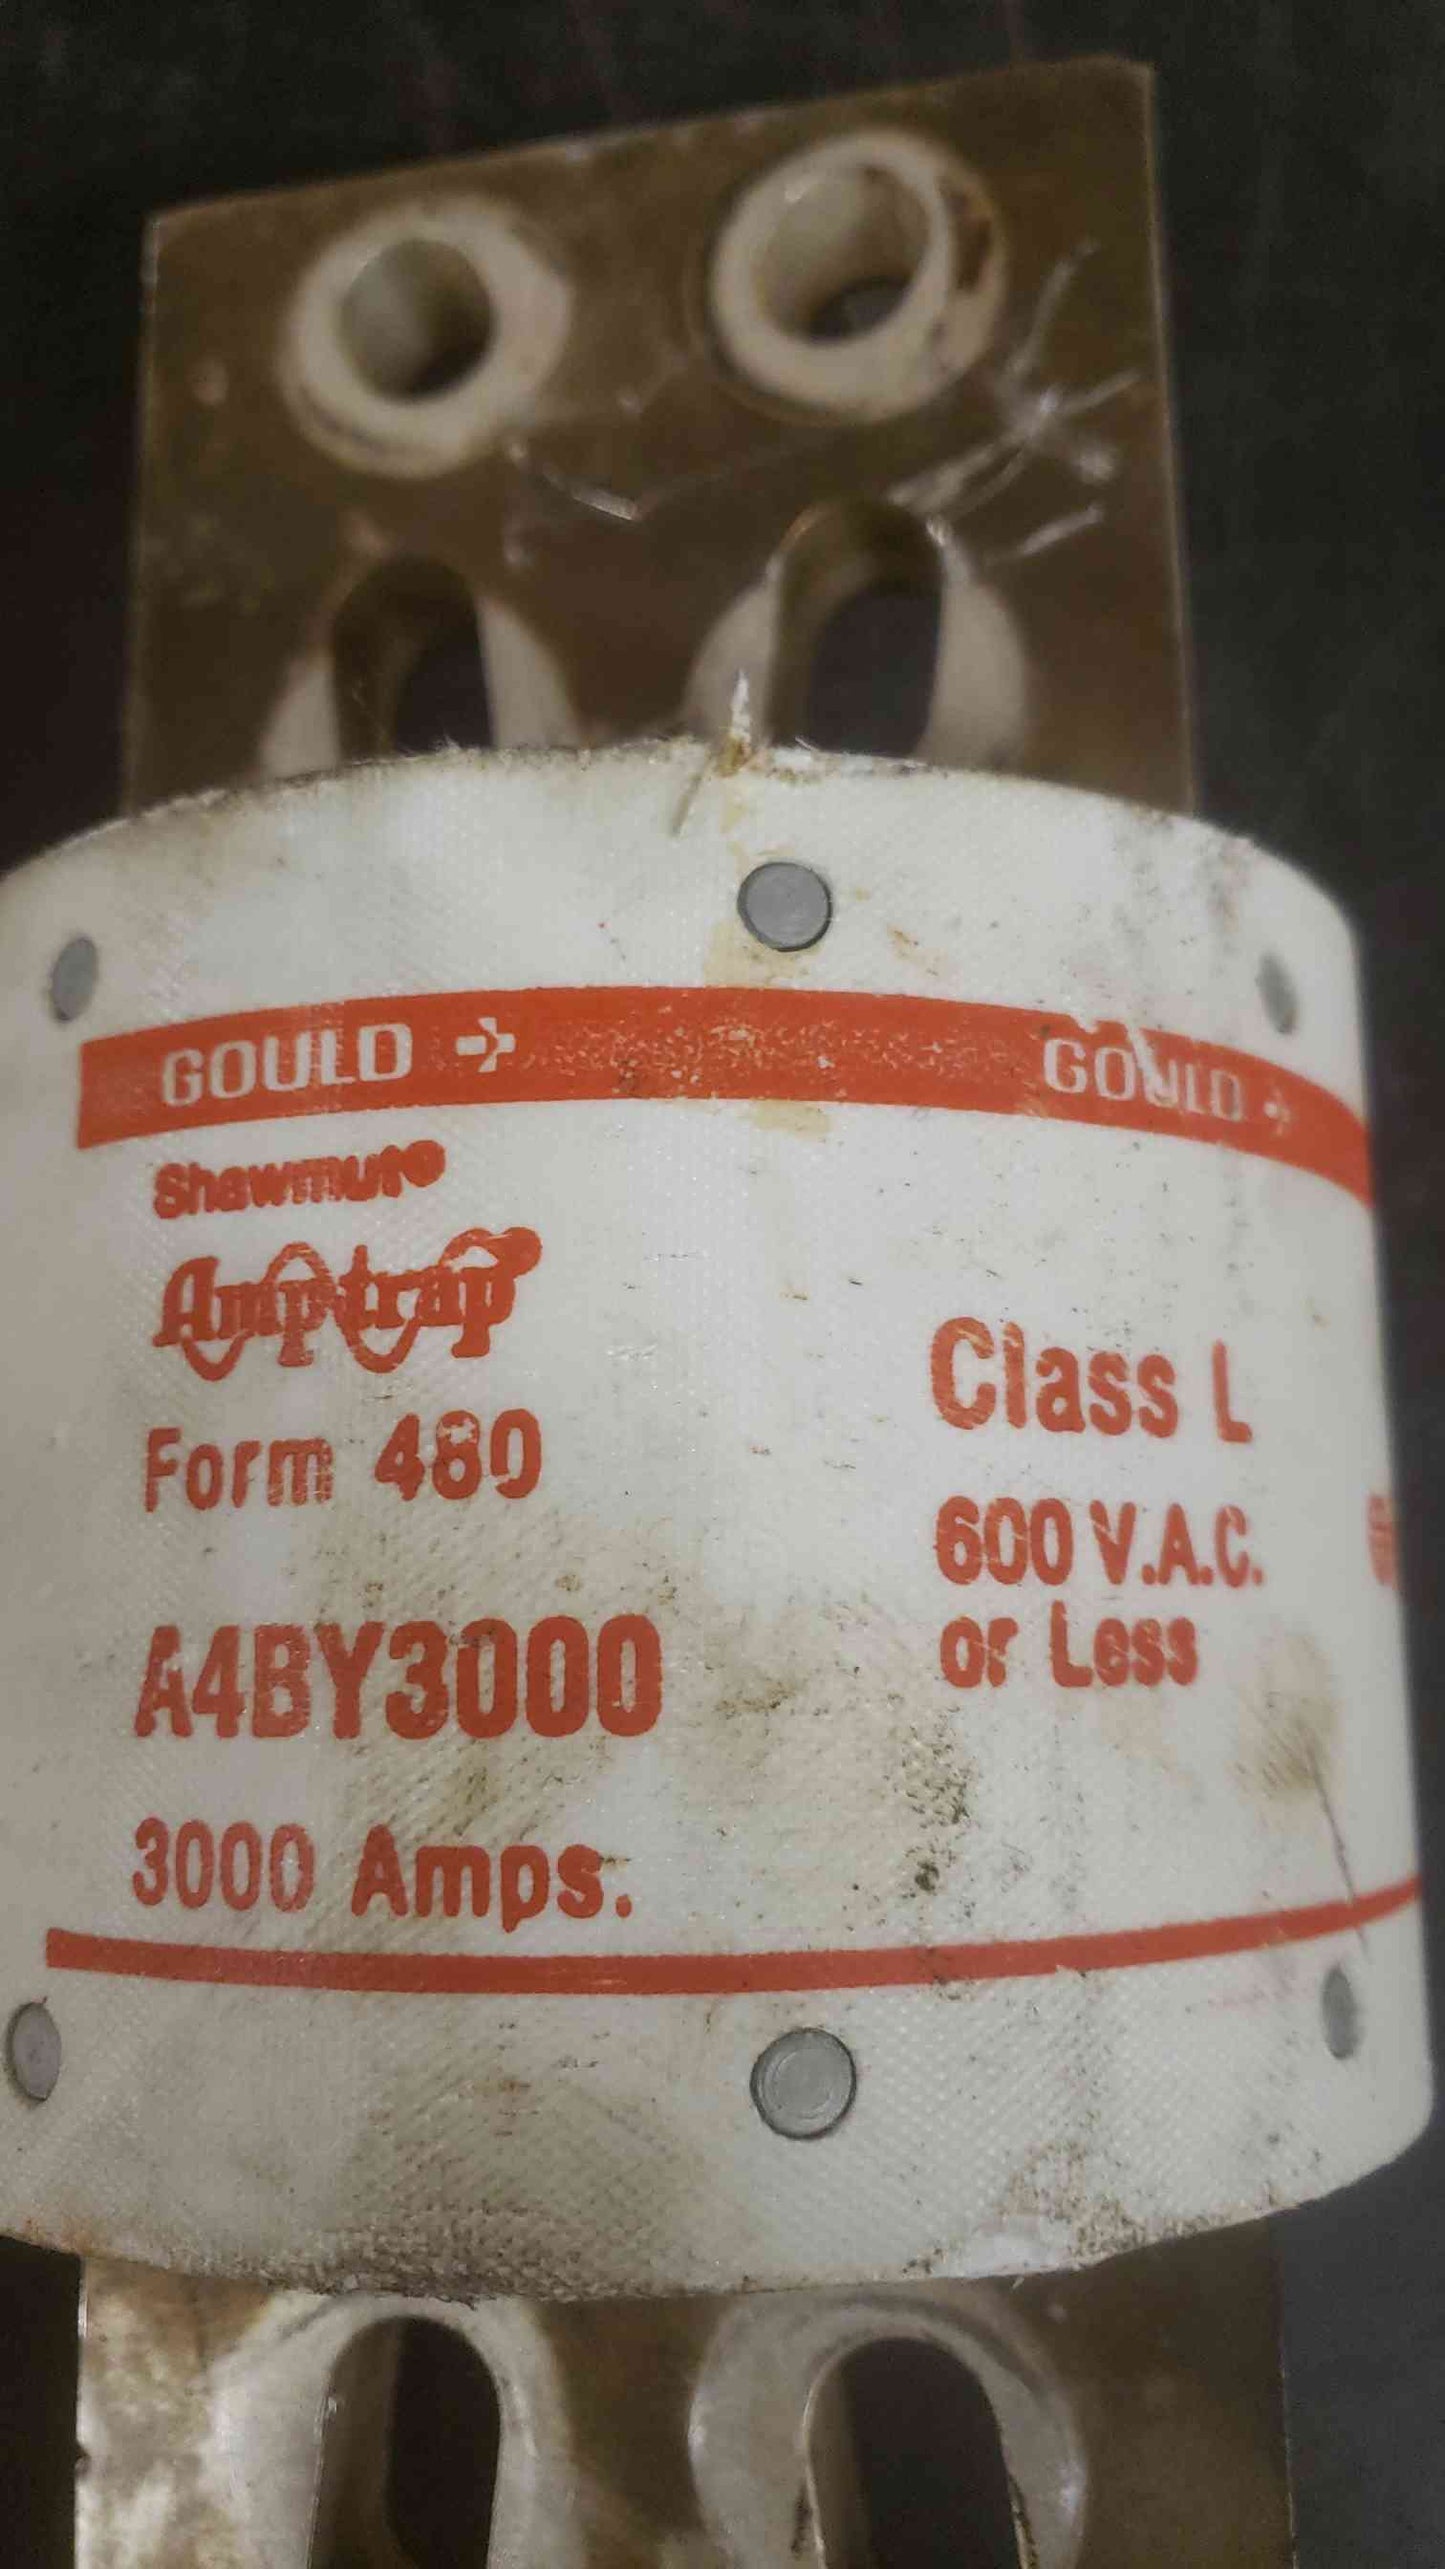 GOULD GOULD
Shawmut
Amp-trap
Form 480
A4BY3000
3000 Amps.
Class L
600 V.A.C.
or Less